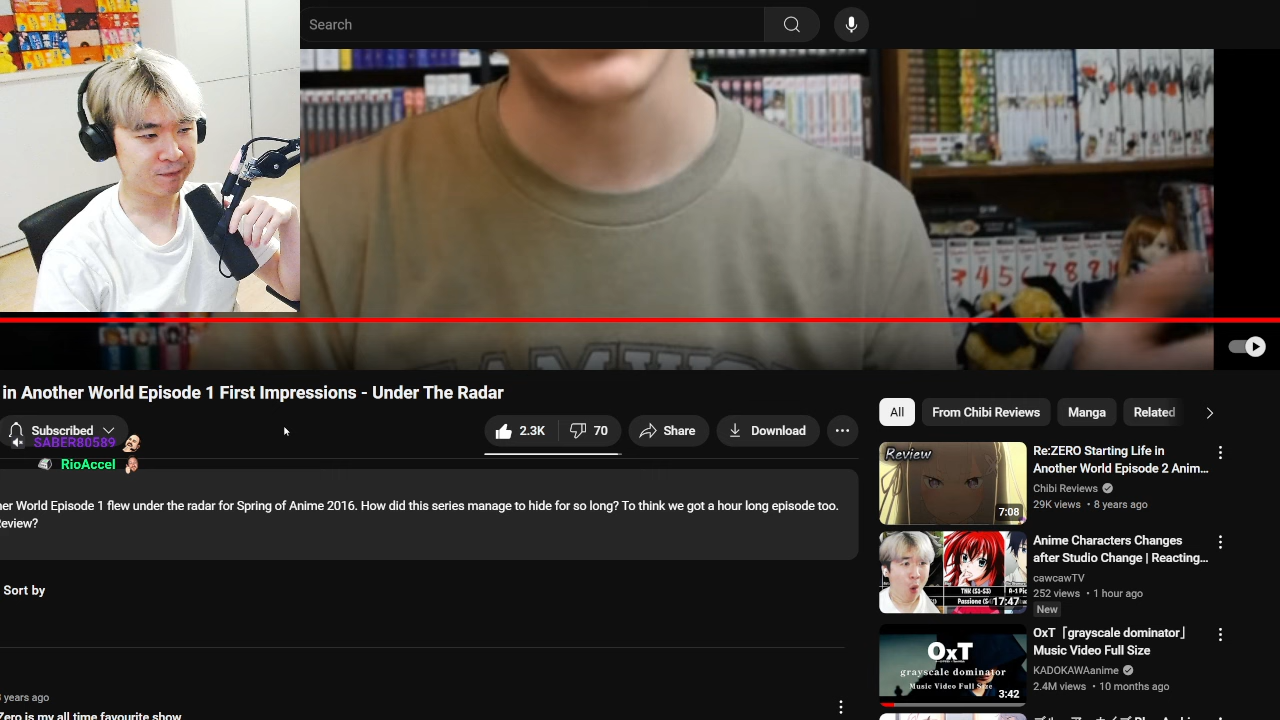 Search
in Another World Episode 1 First Impressions - Under The Radar
Subscribed
2.3K
70
Share
Download
SABER80589
RioAccel
her World Episode 1 flew under the radar for Spring of Anime 2016. How did this series manage to hide for so long? To think we got a hour long episode too.
Review?
Sort by
years ago
Zero is my all time favourite show
All
From Chibi Reviews
Manga
Related
Review
7:08
Re:ZERO Starting Life in
Another World Episode 2 Anim...
Chibi Reviews
29K views • 8 years ago
17:47
Anime Characters Changes
after Studio Change | Reacting...
cawcawTV
252 views • 1 hour ago
New
OxT
grayscale dominator
Music Video Full Size
3:42
OxT「grayscale dominator」
Music Video Full Size
KADOKAWAanime
2.4M views • 10 months ago